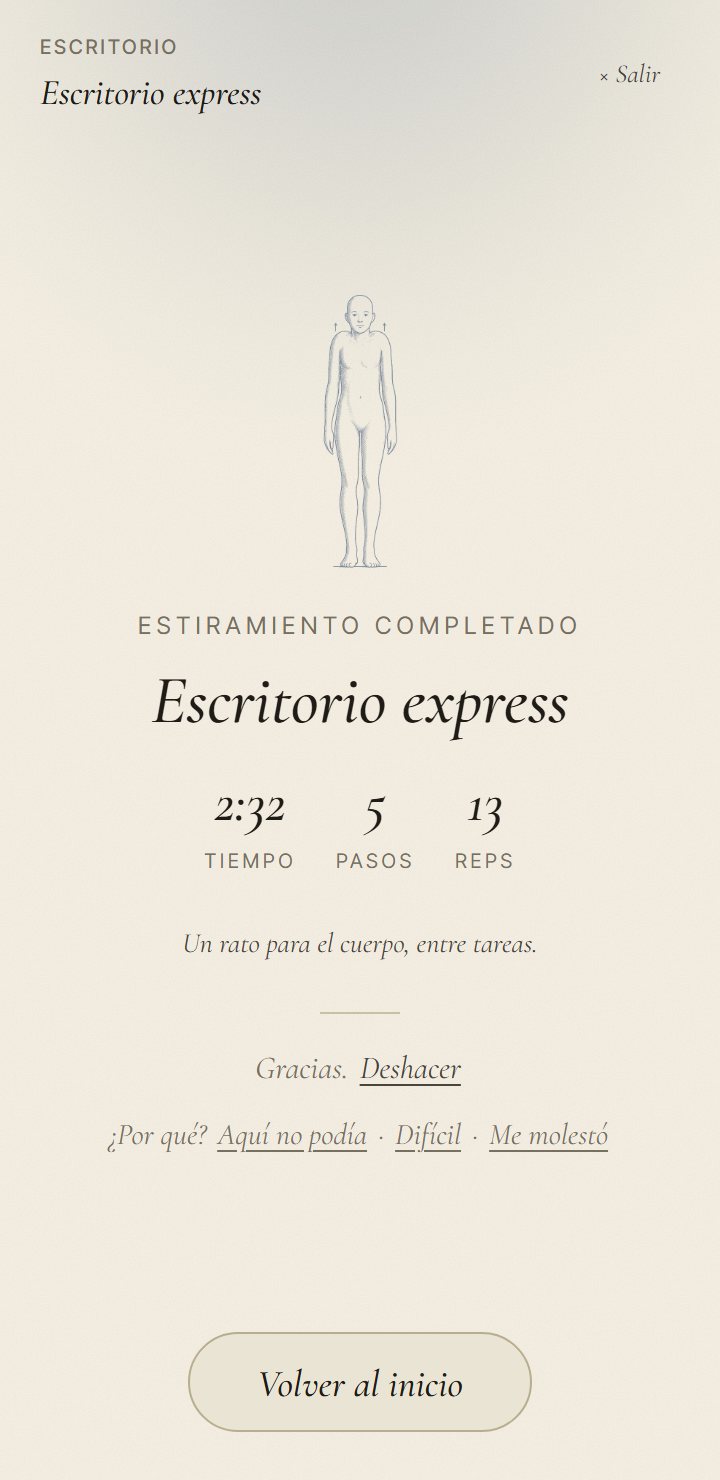 ESCRITORIO
Escritorio express
× Salir
ESTIRAMIENTO COMPLETADO
Escritorio express
2:32 5 13
TIEMPO PASOS REPS
Un rato para el cuerpo, entre tareas.
Gracias. Deshacer
¿Por qué? Aquí no podía · Difícil · Me molestó
Volver al inicio